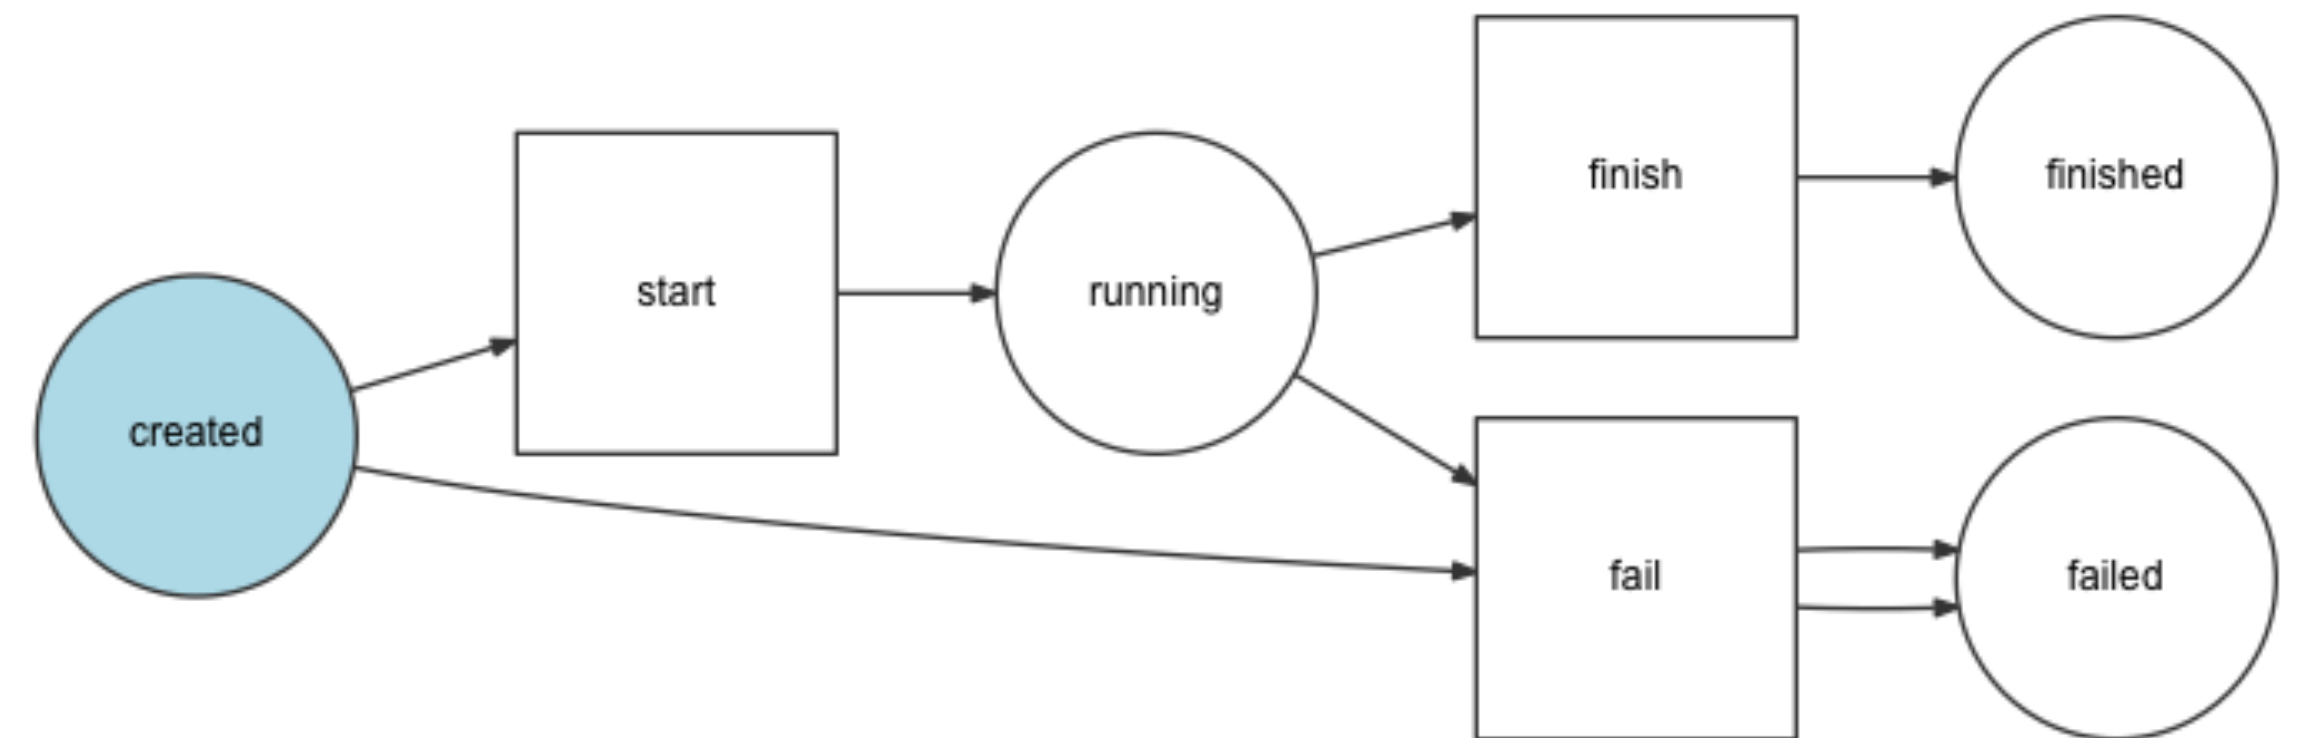 created
start
running
finish
finished
fail
failed